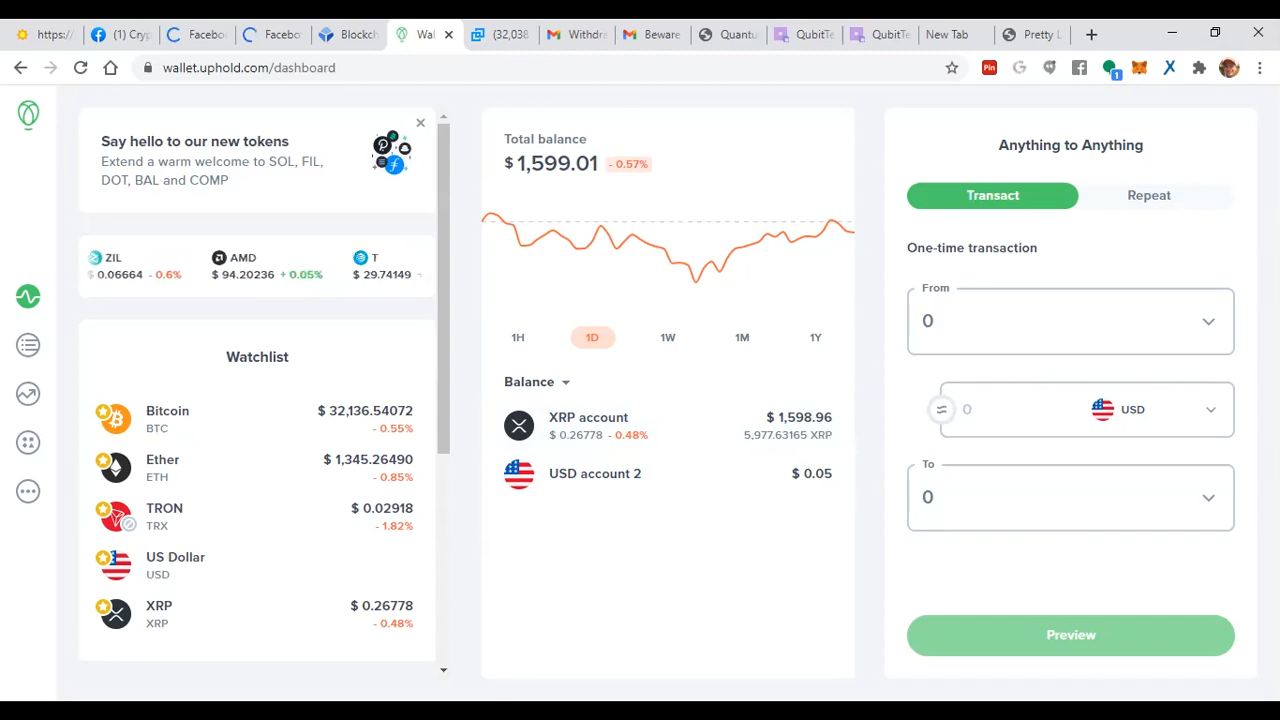 https://
(1) Cryp
Facebo
Facebo
Blockch
Wal
(32,038
Withdra
Beware
Quantu
QubitTe
QubitTe
New Tab
Pretty L
wallet.uphold.com/dashboard
Pin
1
Say hello to our new tokens
Extend a warm welcome to SOL, FIL,
DOT, BAL and COMP
ZIL
$ 0.06664 - 0.6%
AMD
$ 94.20236 + 0.05%
T
$ 29.74149
Watchlist
Bitcoin $ 32,136.54072
BTC - 0.55%
Ether $ 1,345.26490
ETH - 0.85%
TRON $ 0.02918
TRX - 1.82%
US Dollar
USD
XRP $ 0.26778
XRP - 0.48%
Total balance
$ 1,599.01 - 0.57%
1H 1D 1W 1M 1Y
Balance
XRP account $ 1,598.96
$ 0.26778 - 0.48% 5,977.63165 XRP
USD account 2 $ 0.05
Anything to Anything
Transact Repeat
One-time transaction
From
0
0 USD
To
0
Preview